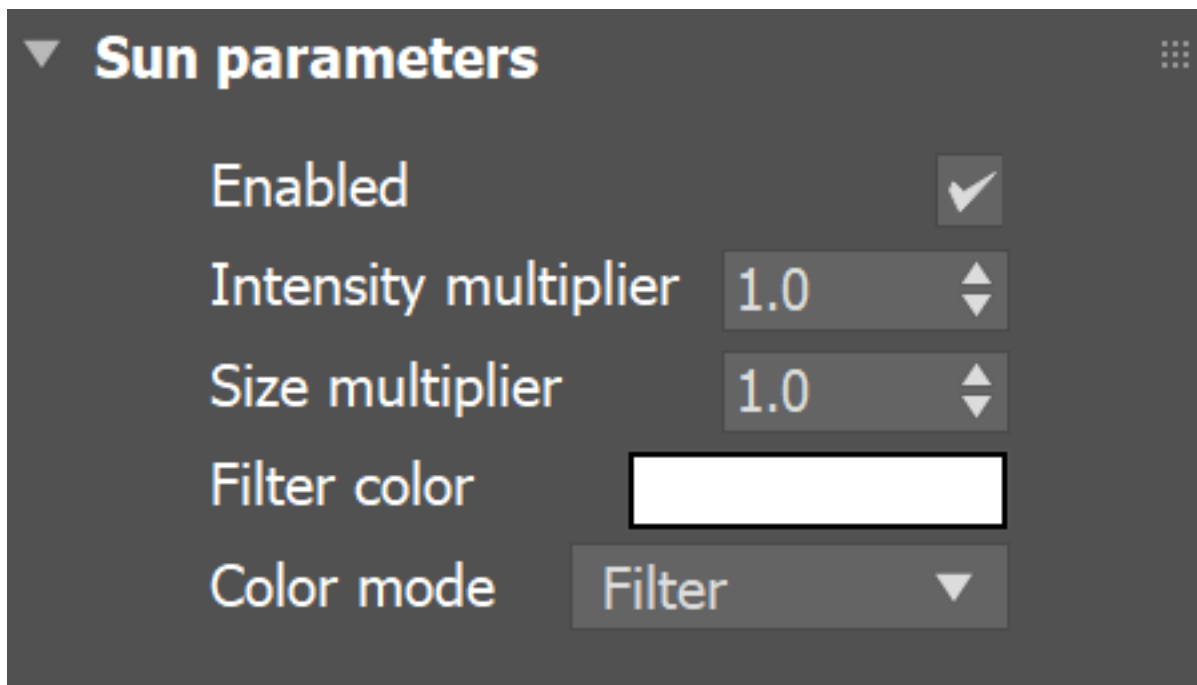 Sun parameters
Enabled
Intensity multiplier 1.0
Size multiplier 1.0
Filter color
Color mode Filter